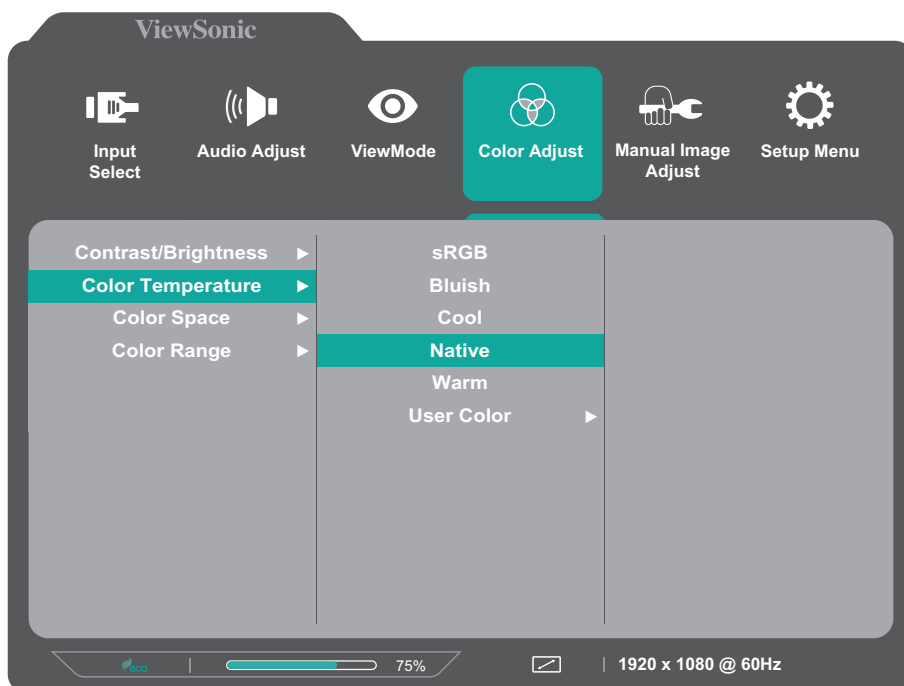 ViewSonic
Input
Select
Audio Adjust
ViewMode
Color Adjust
Manual Image
Adjust
Setup Menu
Contrast/Brightness
Color Temperature
Color Space
Color Range
sRGB
Bluish
Cool
Native
Warm
User Color
eco
75%
1920 x 1080 @ 60Hz